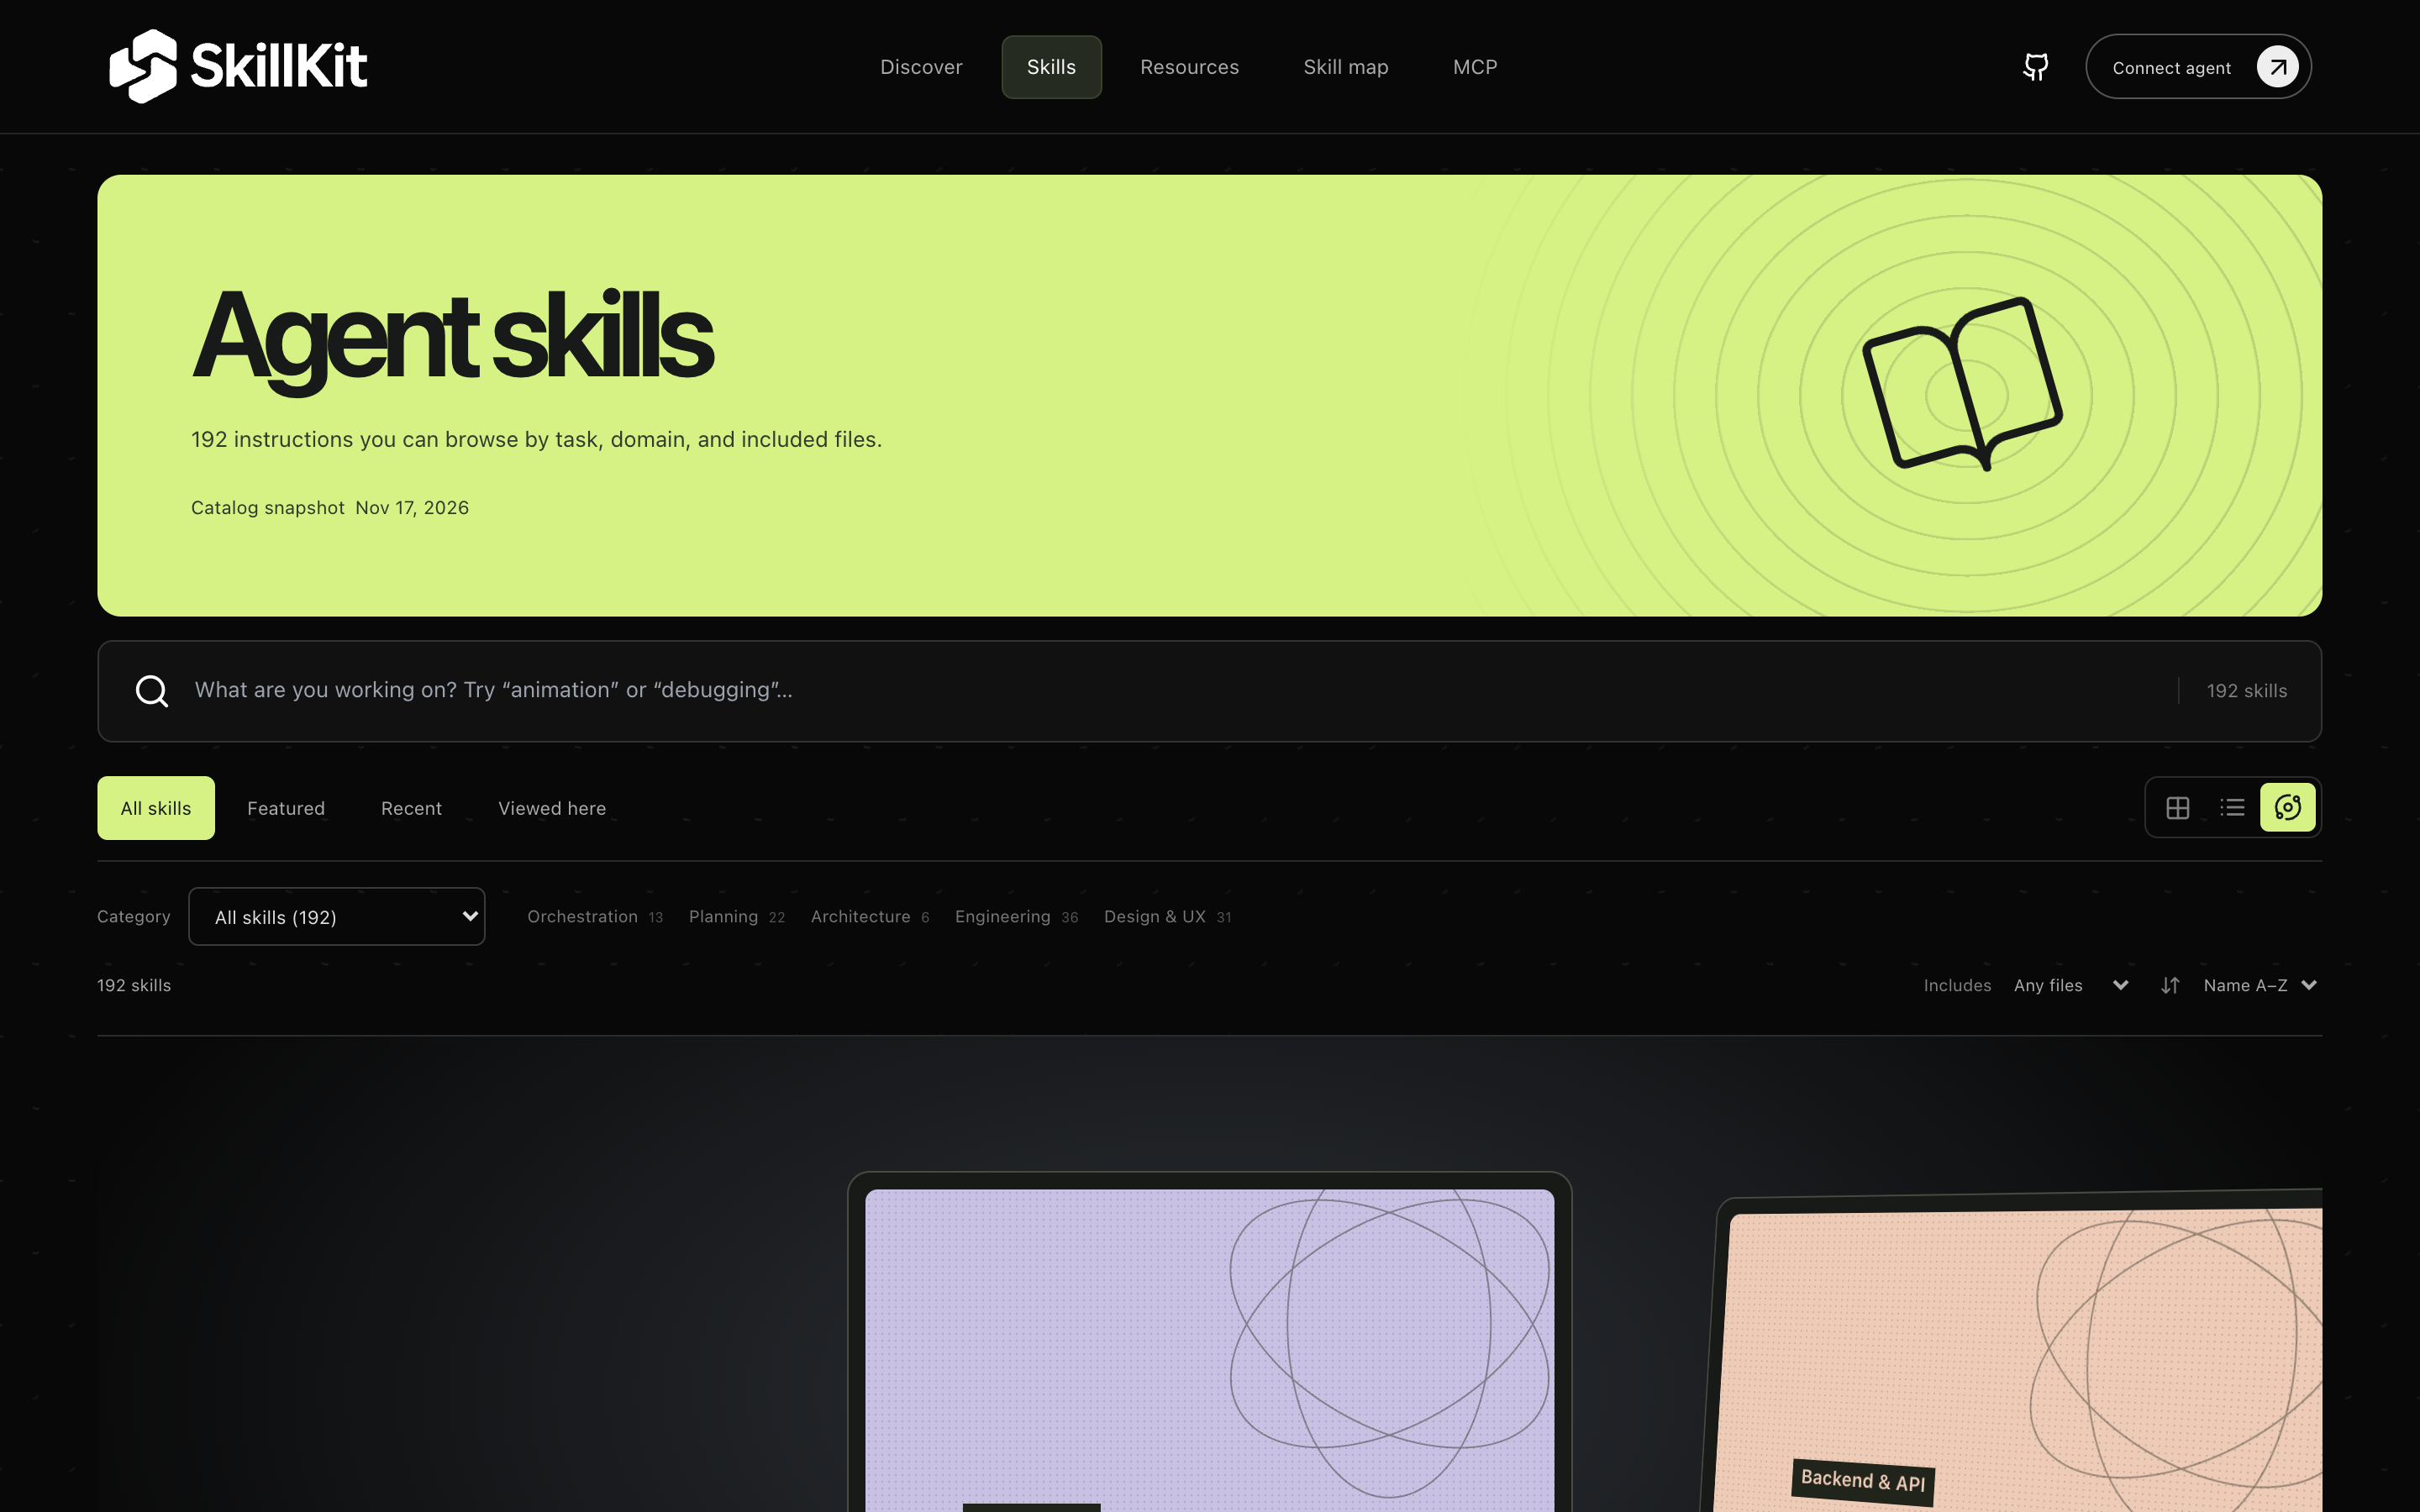 SkillKit
Discover
Skills
Resources
Skill map
MCP
Connect agent
Agent skills
192 instructions you can browse by task, domain, and included files.
Catalog snapshot Nov 17, 2026
What are you working on? Try “animation” or “debugging”...
192 skills
All skills
Featured
Recent
Viewed here
Category
All skills (192)
Orchestration 13
Planning 22
Architecture 6
Engineering 36
Design & UX 31
192 skills
Includes
Any files
Name A–Z
Backend & API